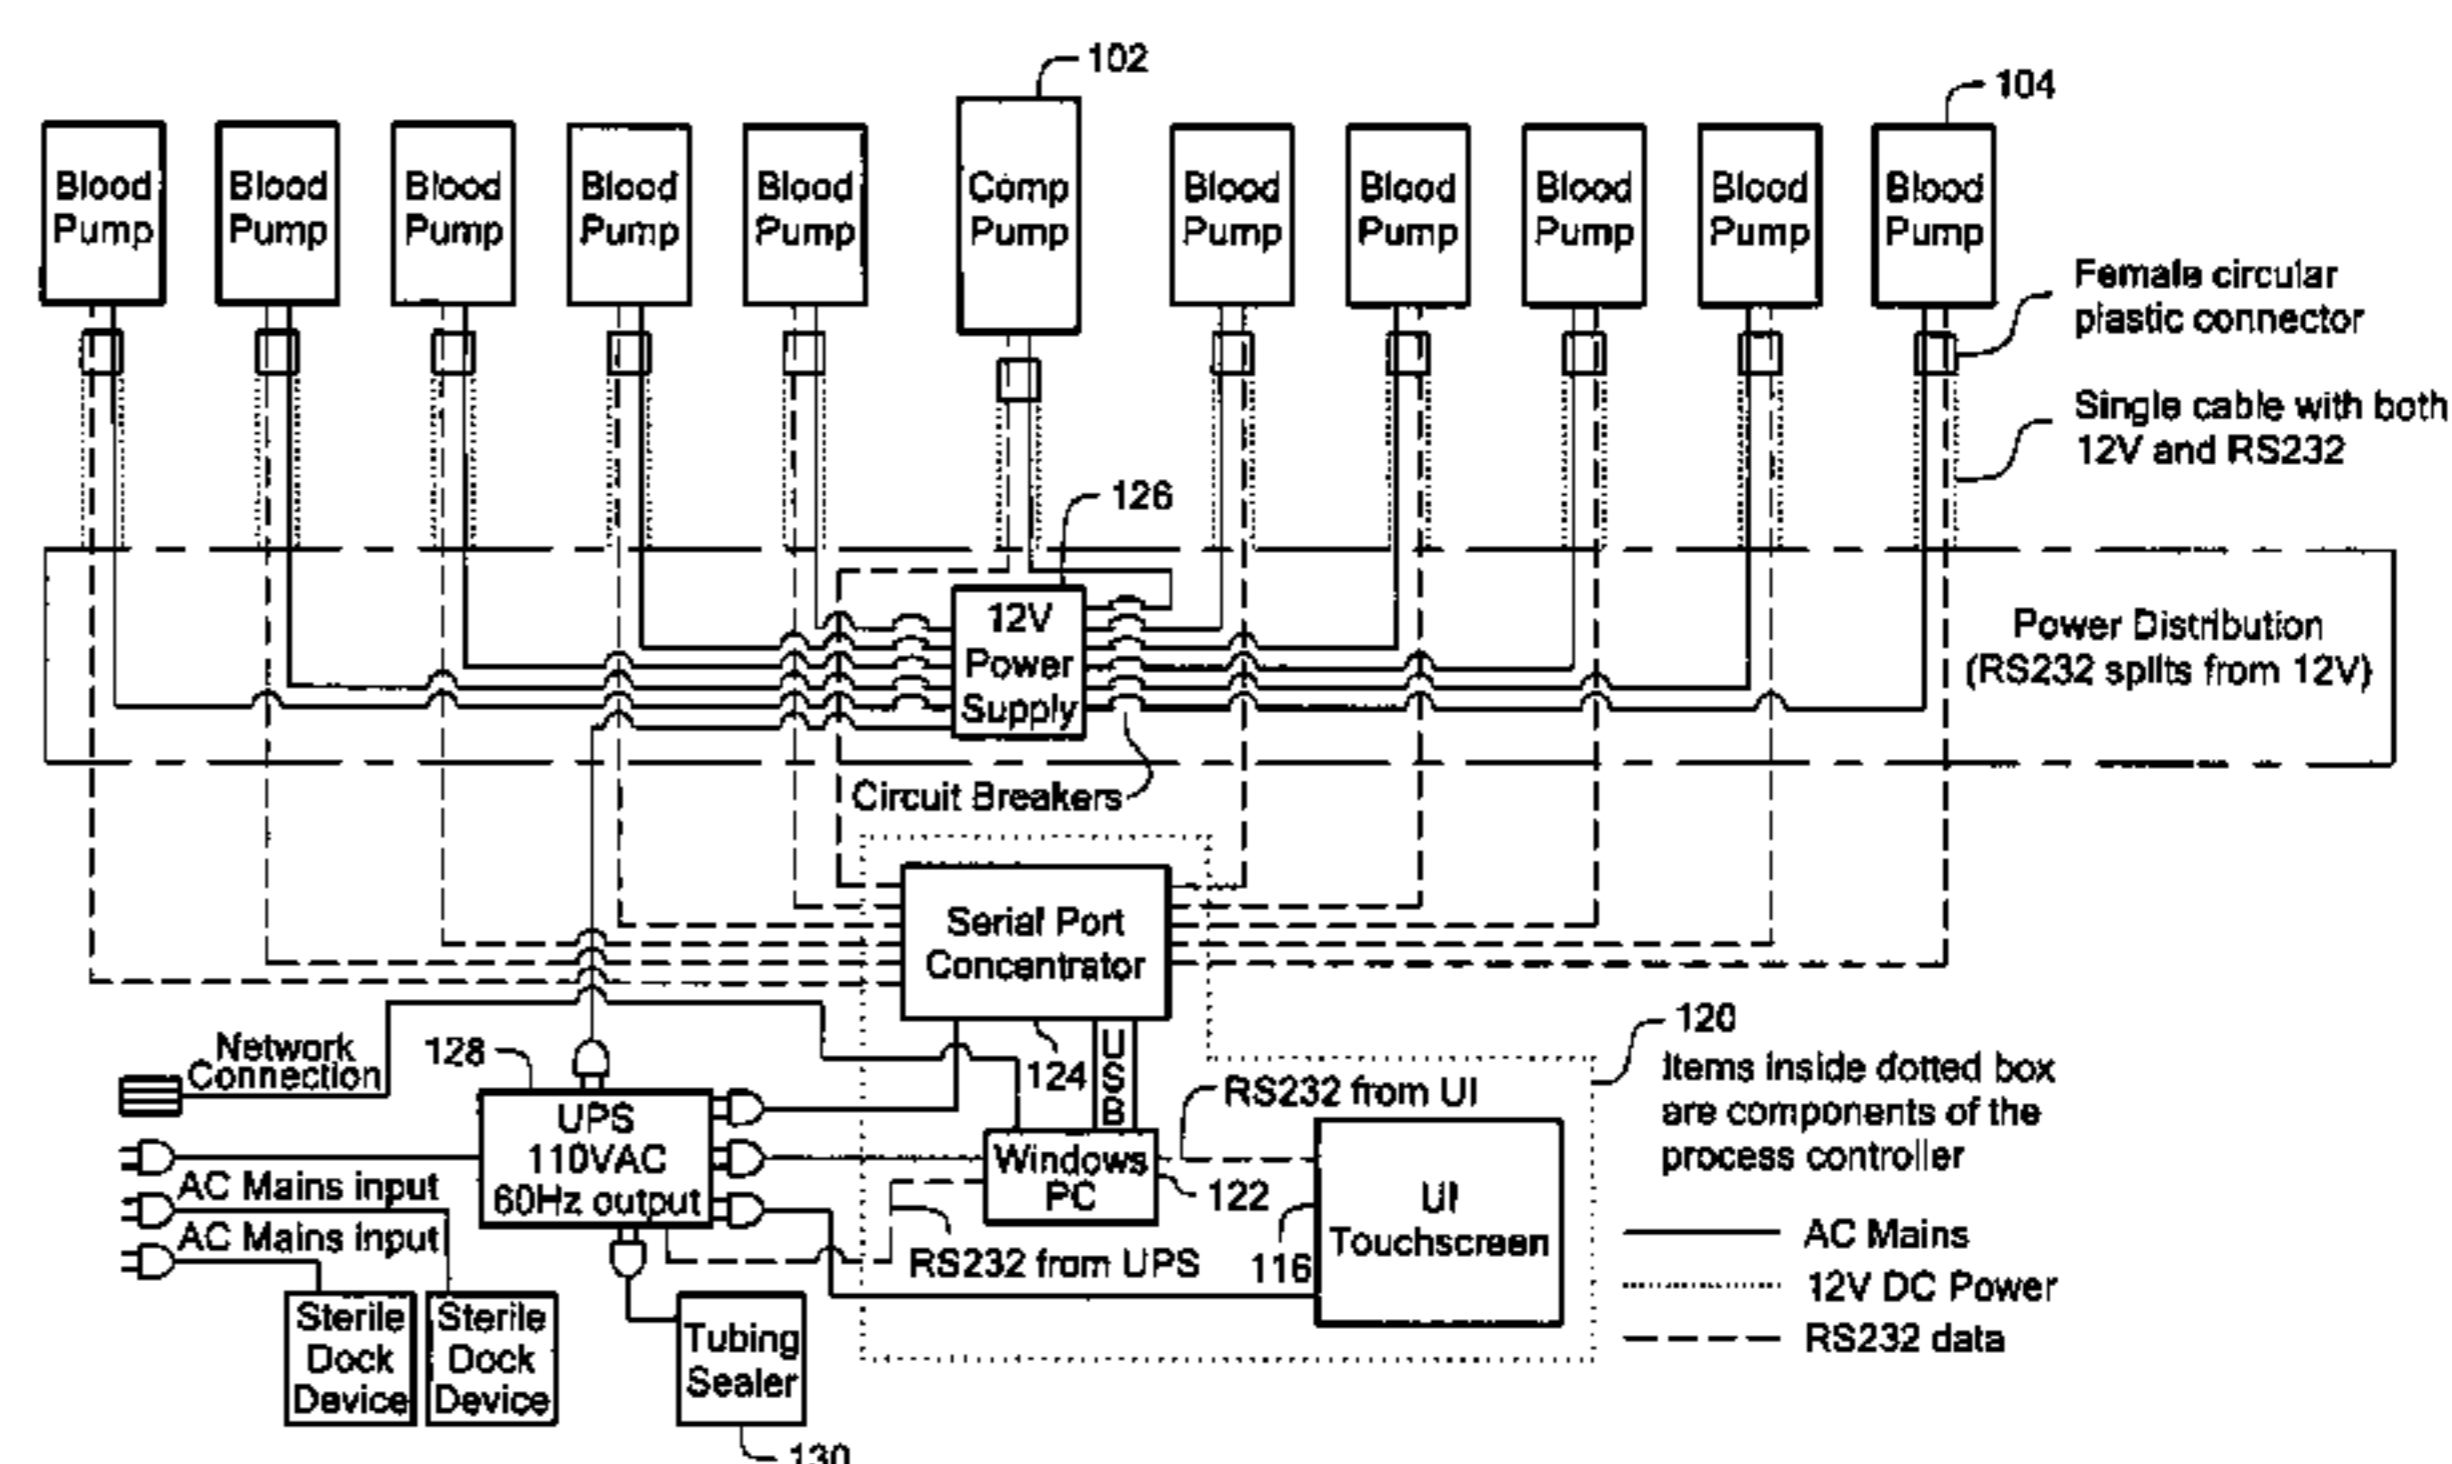 102
104
Blood
Pump
Blood
Pump
Blood
Pump
Blood
Pump
Blood
Pump
Comp
Pump
Blood
Pump
Blood
Pump
Blood
Pump
Blood
Pump
Blood
Pump
Female circular
plastic connector
Single cable with both
12V and RS232
126
12V
Power
Supply
Power Distribution
(RS232 splits from 12V)
Circuit Breakers
Serial Port
Concentrator
120
Items inside dotted box
are components of the
process controller
Network
Connection
128
124
USB
RS232 from UI
UPS
110VAC
60Hz output
Windows
PC
122
AC Mains input
AC Mains input
RS232 from UPS
116
UI
Touchscreen
AC Mains
12V DC Power
RS232 data
Sterile
Dock
Device
Sterile
Dock
Device
Tubing
Sealer
130